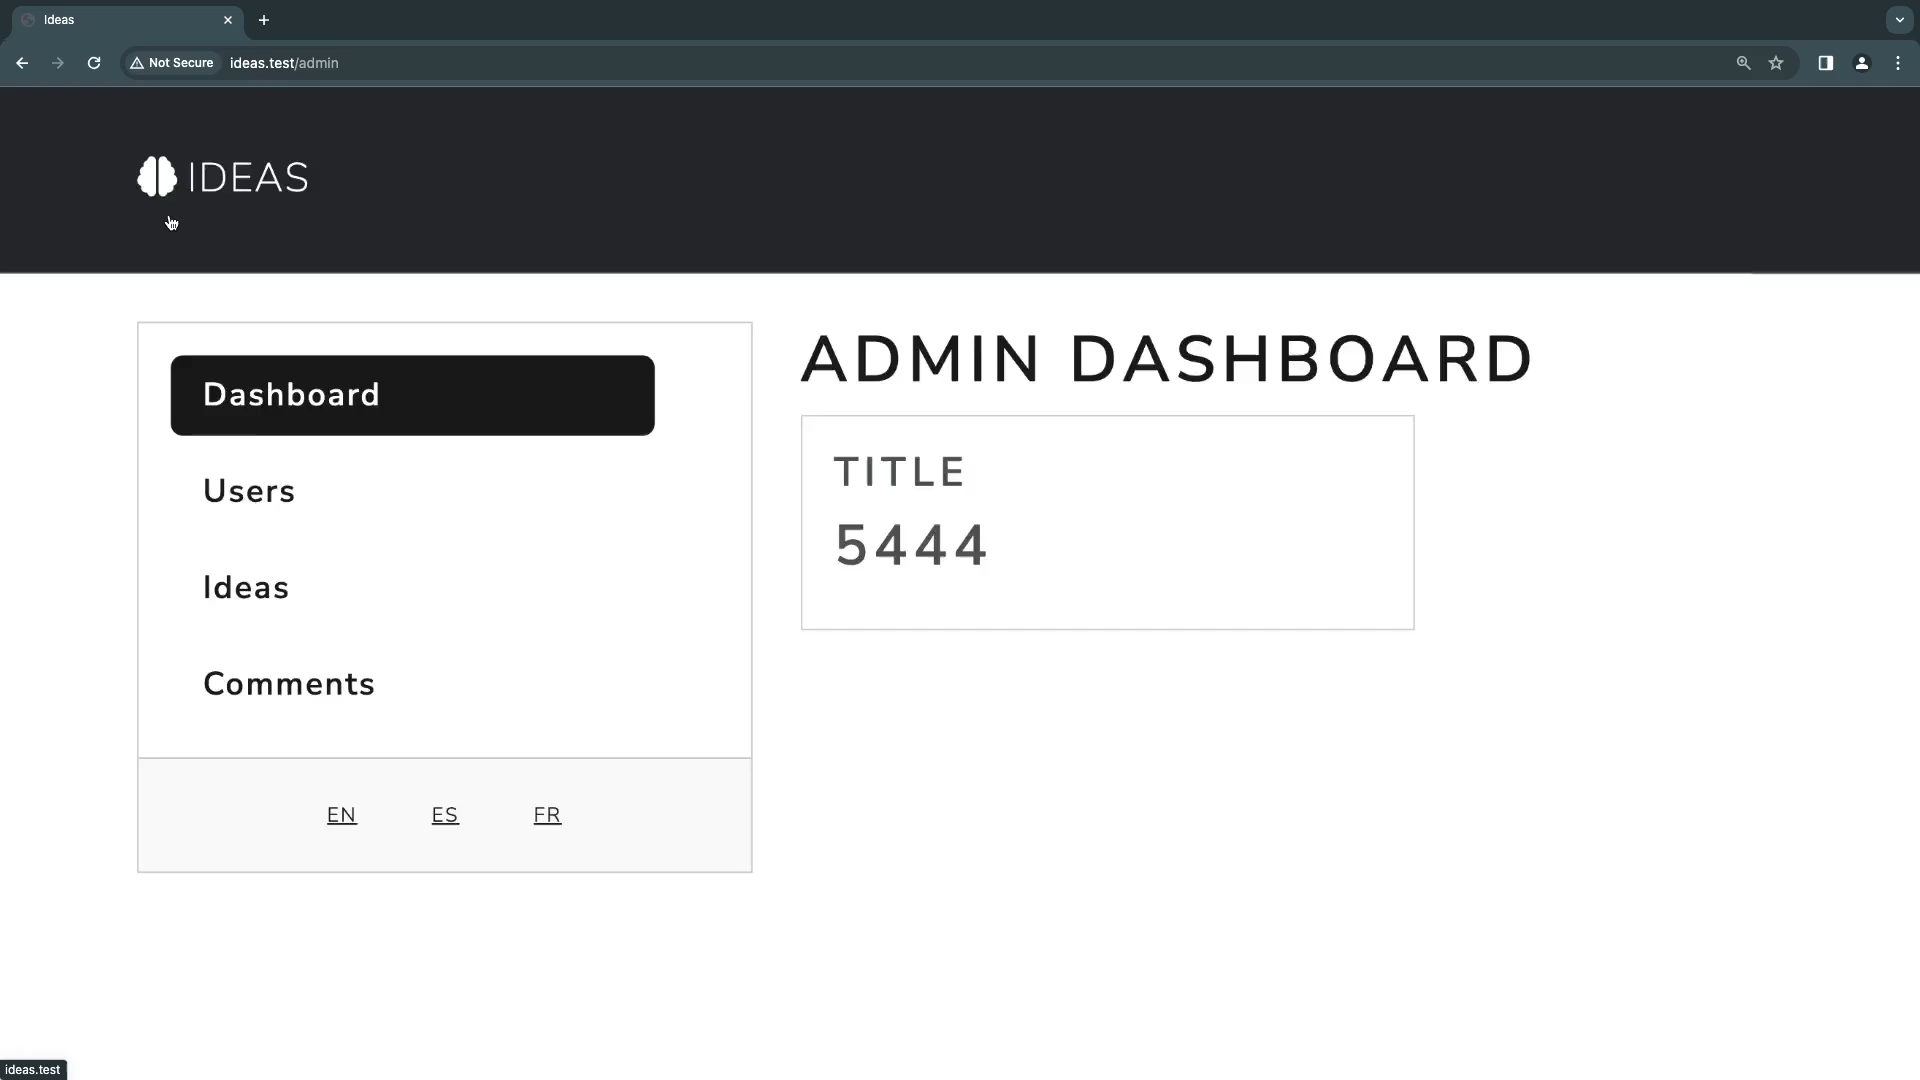 Ideas
Not Secure ideas.test/admin
IDEAS
Dashboard
Users
Ideas
Comments
EN ES FR
ADMIN DASHBOARD
TITLE
5444
ideas.test